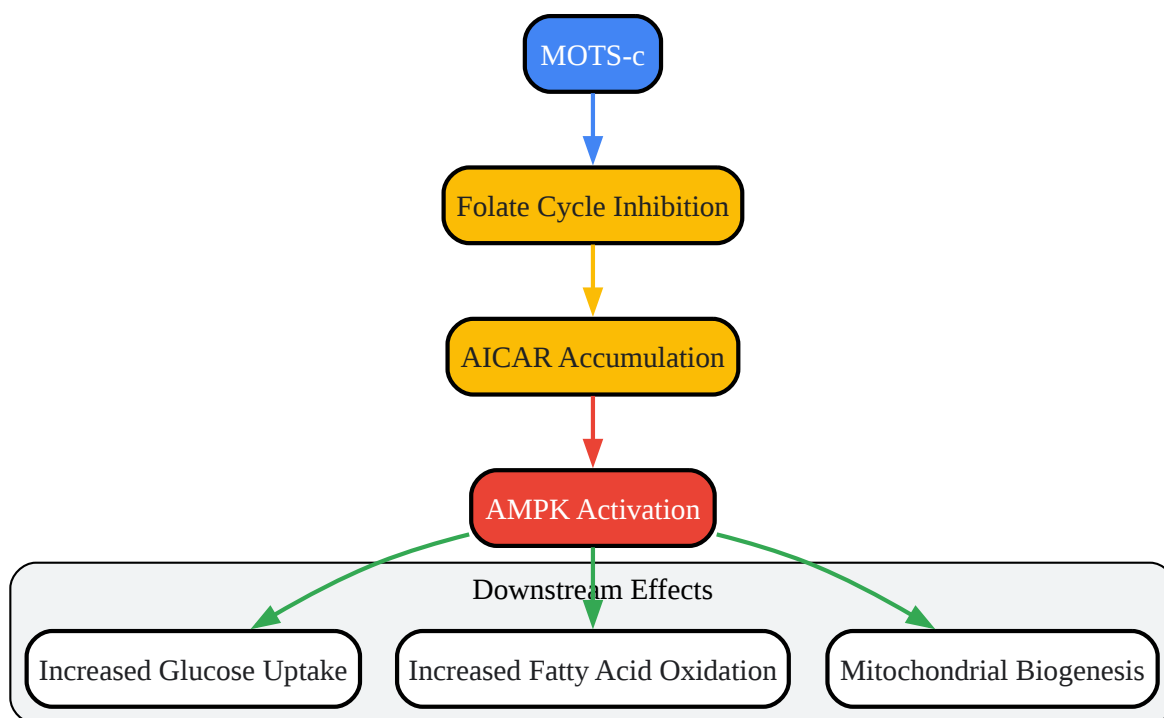 MOTS-c
Folate Cycle Inhibition
AICAR Accumulation
AMPK Activation
Downstream Effects
Increased Glucose Uptake
Increased Fatty Acid Oxidation
Mitochondrial Biogenesis